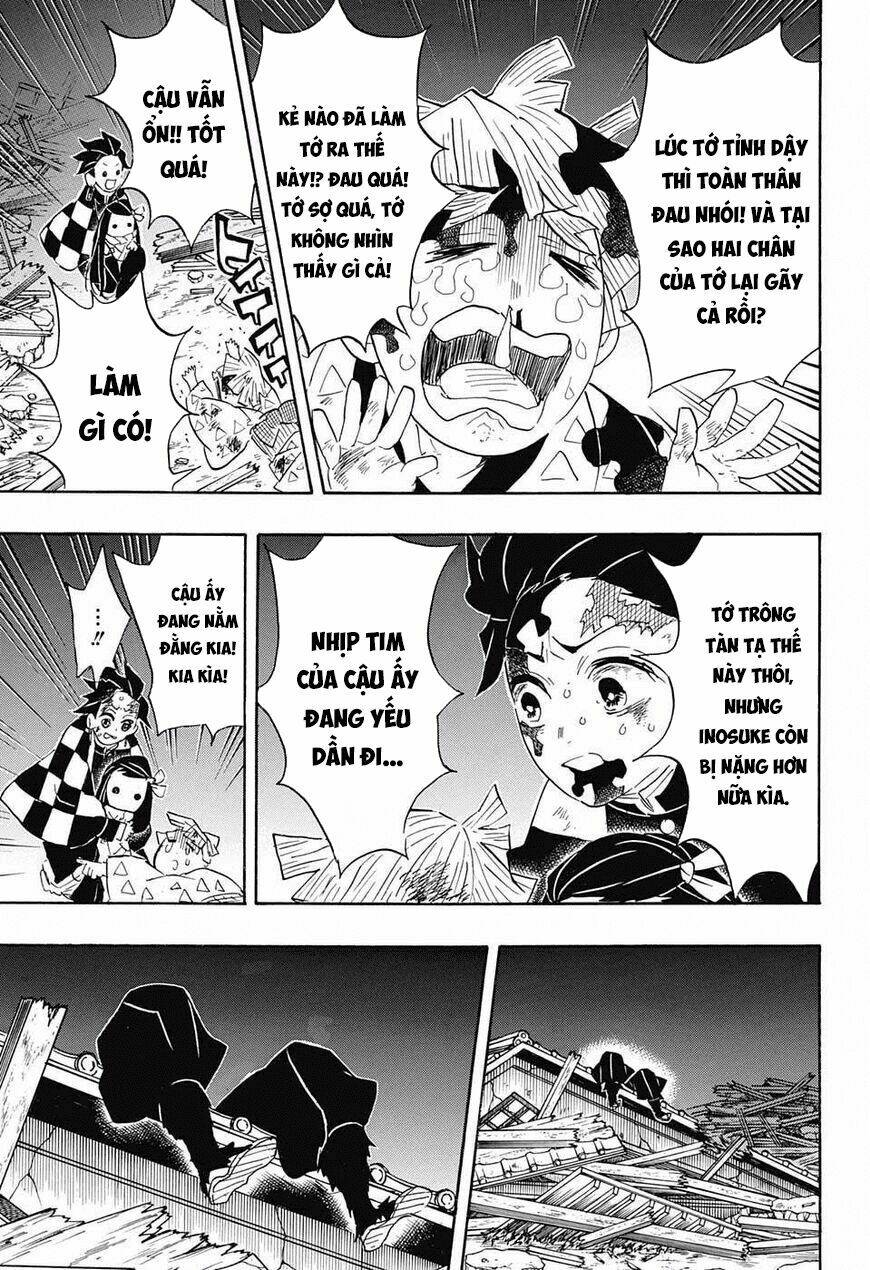 LÚC TỚ TỈNH DẬY
THÌ TOÀN THÂN
ĐAU NHÓI! VÀ TẠI
SAO HAI CHÂN
CỦA TỚ LẠI GÃY
CẢ RỒI?
KẺ NÀO ĐÃ LÀM
TỚ RA THẾ
NÀY!? ĐAU QUÁ!
TỚ SỢ QUÁ, TỚ
KHÔNG NHÌN
THẤY GÌ CẢ!
CẬU VẪN
ỔN!! TỐT
QUÁ!
LÀM
GÌ CÓ!
TỚ TRÔNG
TÀN TẠ THẾ
NÀY THÔI,
NHƯNG
INOSUKE CÒN
BỊ NẶNG HƠN
NỮA KÌA.
NHỊP TIM
CỦA CẬU ẤY
ĐANG YẾU
DẦN ĐI...
CẬU ẤY
ĐANG NẰM
ĐẰNG KIA!
KIA KÌA!
...!!